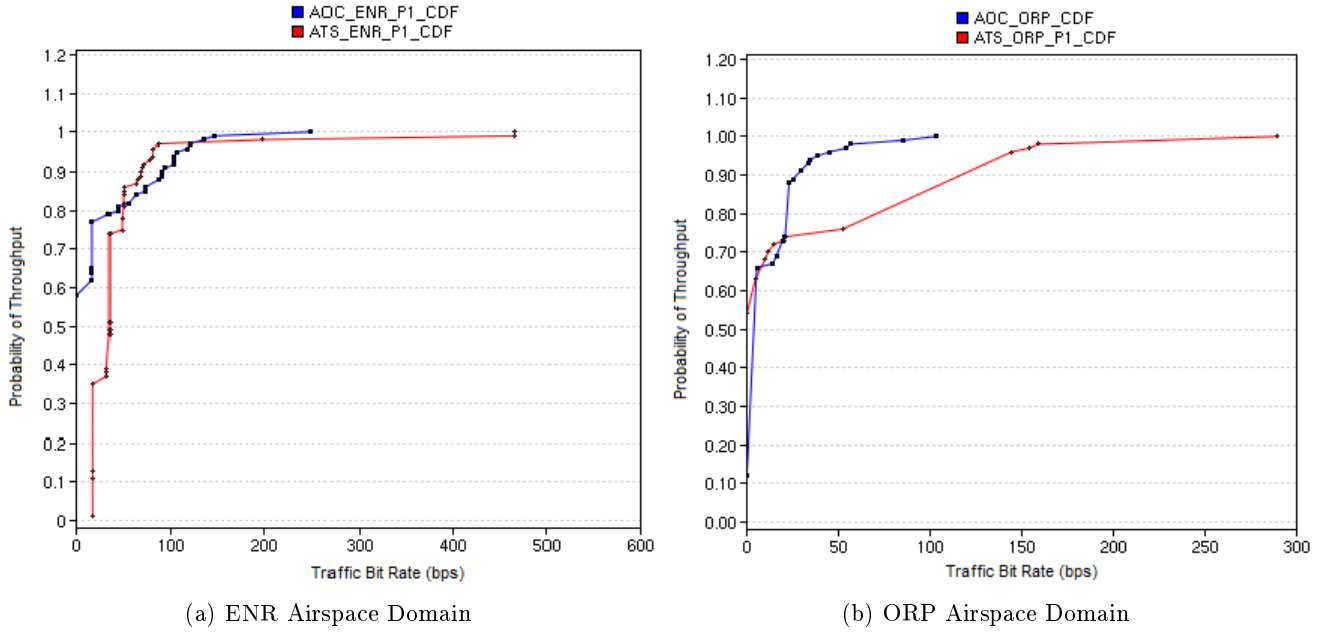 AOC_ENR_P1_CDF
ATS_ENR_P1_CDF
1.2
1.1
1
0.9
0.8
0.7
0.6
0.5
0.4
0.3
0.2
0.1
0
0 100 200 300 400 500 600
Probability of Throughput
Traffic Bit Rate (bps)
(a) ENR Airspace Domain
AOC_ORP_CDF
ATS_ORP_P1_CDF
1.20
1.10
1.00
0.90
0.80
0.70
0.60
0.50
0.40
0.30
0.20
0.10
0.00
0 50 100 150 200 250 300
Probability of Throughput
Traffic Bit Rate (bps)
(b) ORP Airspace Domain